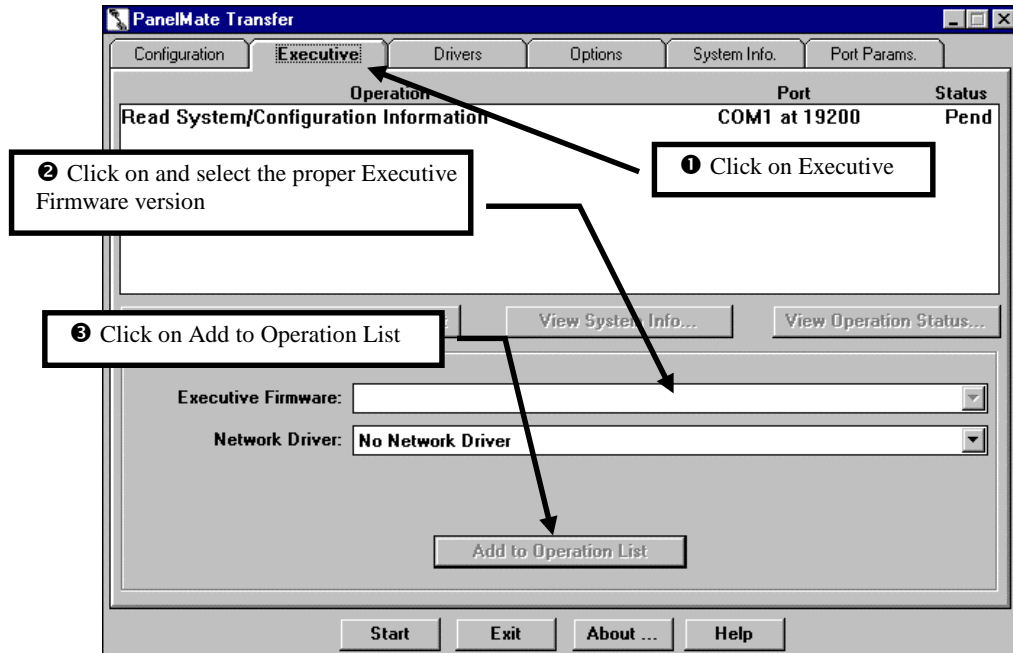 PanelMate Transfer
Configuration Executive Drivers Options System Info. Port Params.
Operation Port Status
Read System/Configuration Information COM1 at 19200 Pend
❶ Click on Executive
❷ Click on and select the proper Executive
Firmware version
❸ Click on Add to Operation List
View System Info... View Operation Status...
Executive Firmware:
Network Driver: No Network Driver
Add to Operation List
Start Exit About ... Help